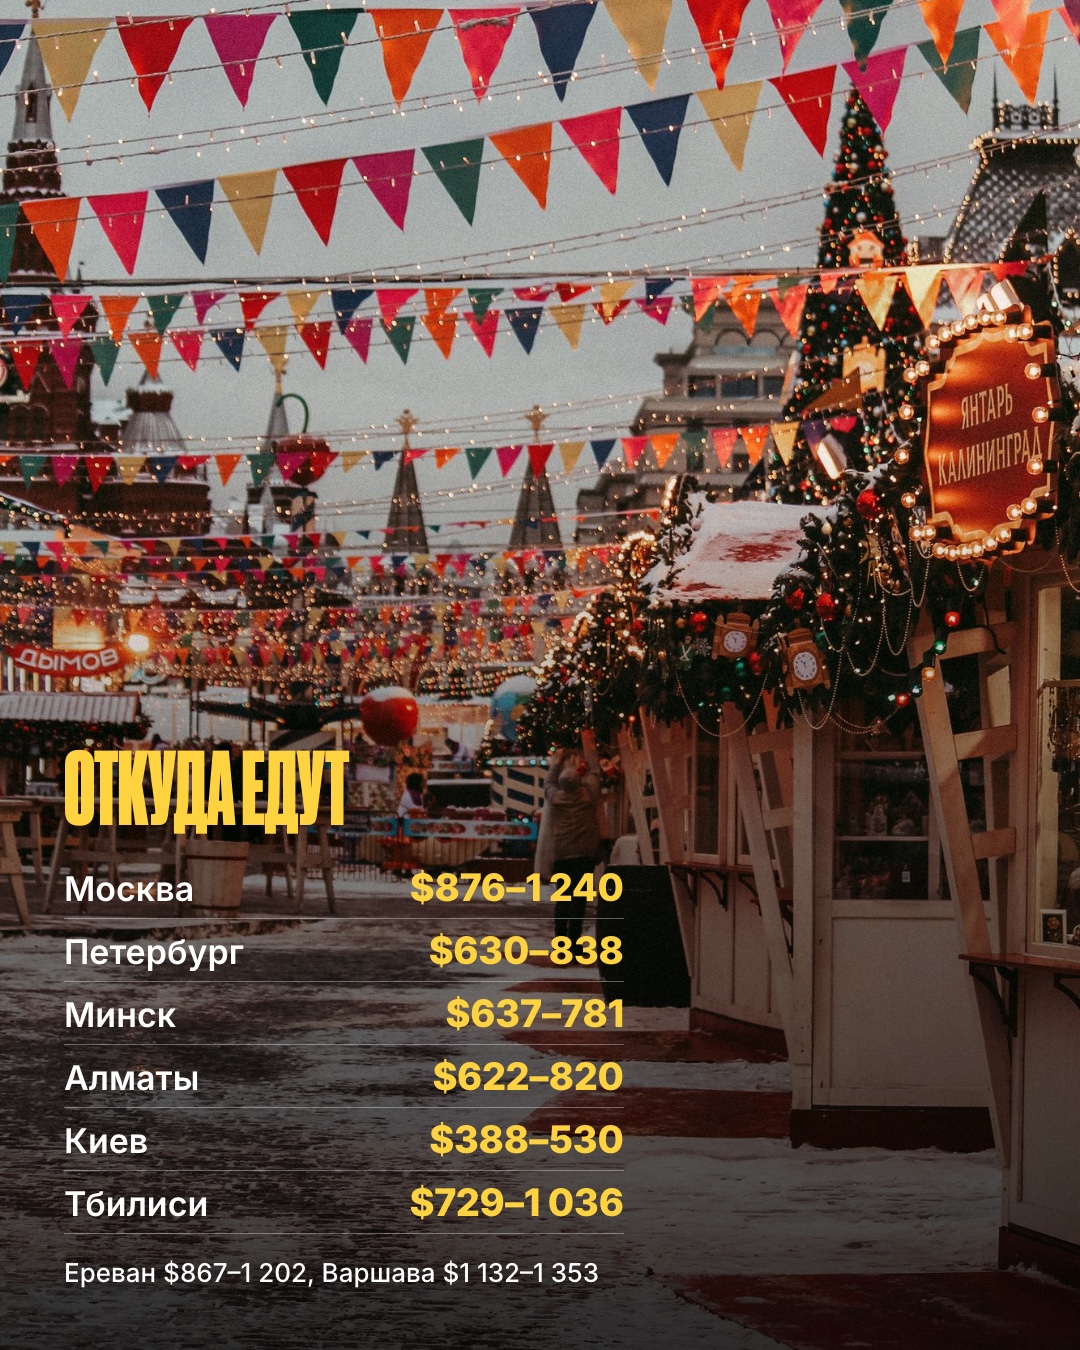 ЯНТАРЬ
КАЛИНИНГРАД
ДЫМОВ
ОТКУДА ЕДУТ
Москва $876–1 240
Петербург $630–838
Минск $637–781
Алматы $622–820
Киев $388–530
Тбилиси $729–1 036
Ереван $867–1 202, Варшава $1 132–1 353